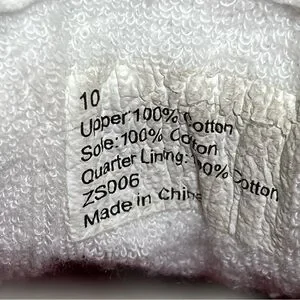 10
Upper 100% Cotton
Sole:100% Cotton
Quarter Lining:100% Cotton
ZS006
Made in China